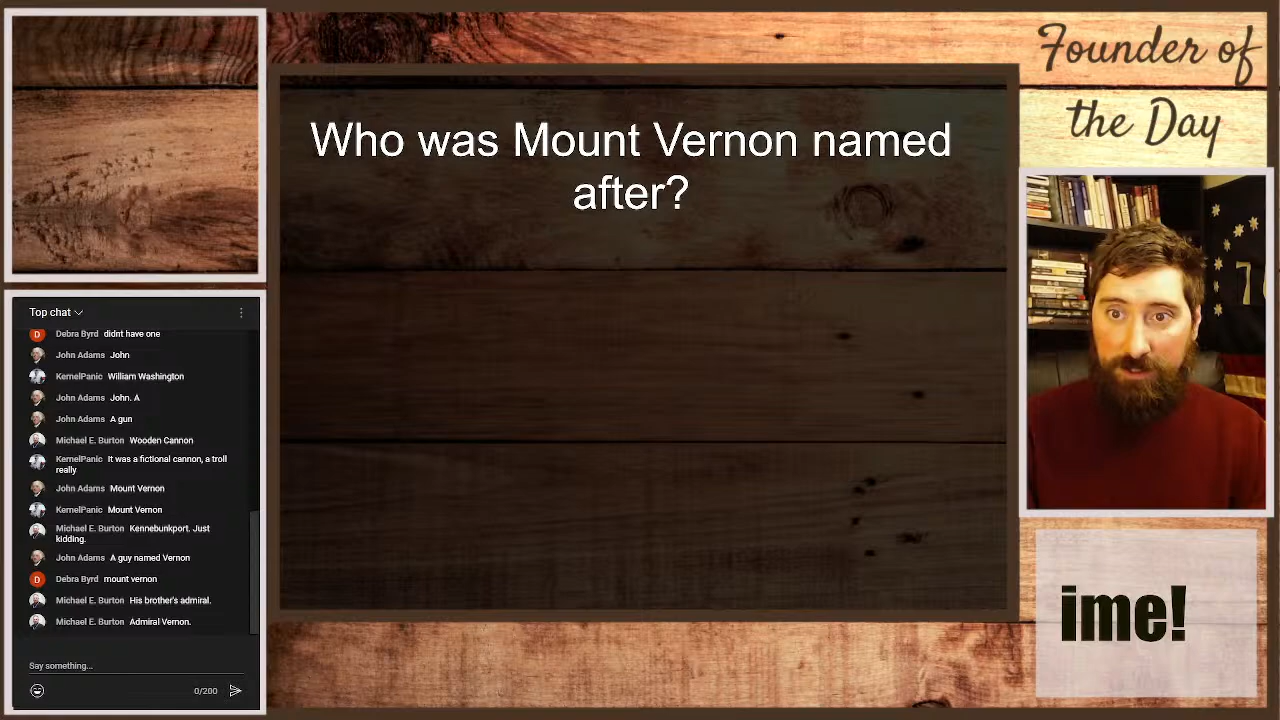 Founder of
the Day
Who was Mount Vernon named
after?
Top chat
Debra Byrd didnt have one
John Adams John
KernelPanic William Washington
John Adams John. A
John Adams A gun
Michael E. Burton Wooden Cannon
KernelPanic It was a fictional cannon, a troll
really
John Adams Mount Vernon
KernelPanic Mount Vernon
Michael E. Burton Kennebunkport. Just
kidding.
John Adams A guy named Vernon
D Debra Byrd mount vernon
Michael E. Burton His brother's admiral.
Michael E. Burton Admiral Vernon.
Say something...
0/200
ime!